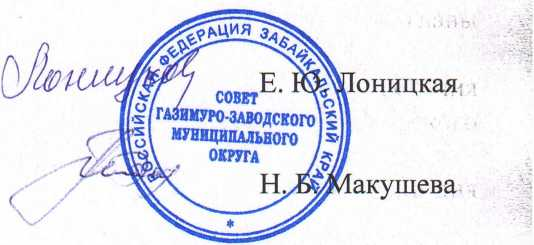 Е. Ю. Лоницкая
РОССИЙСКАЯ ФЕДЕРАЦИЯ ЗАБАЙКАЛЬСКИЙ КРАЙ
СОВЕТ
ГАЗИМУРО-ЗАВОДСКОГО
МУНИЦИПАЛЬНОГО
ОКРУГА
*
Н. Б. Макушева